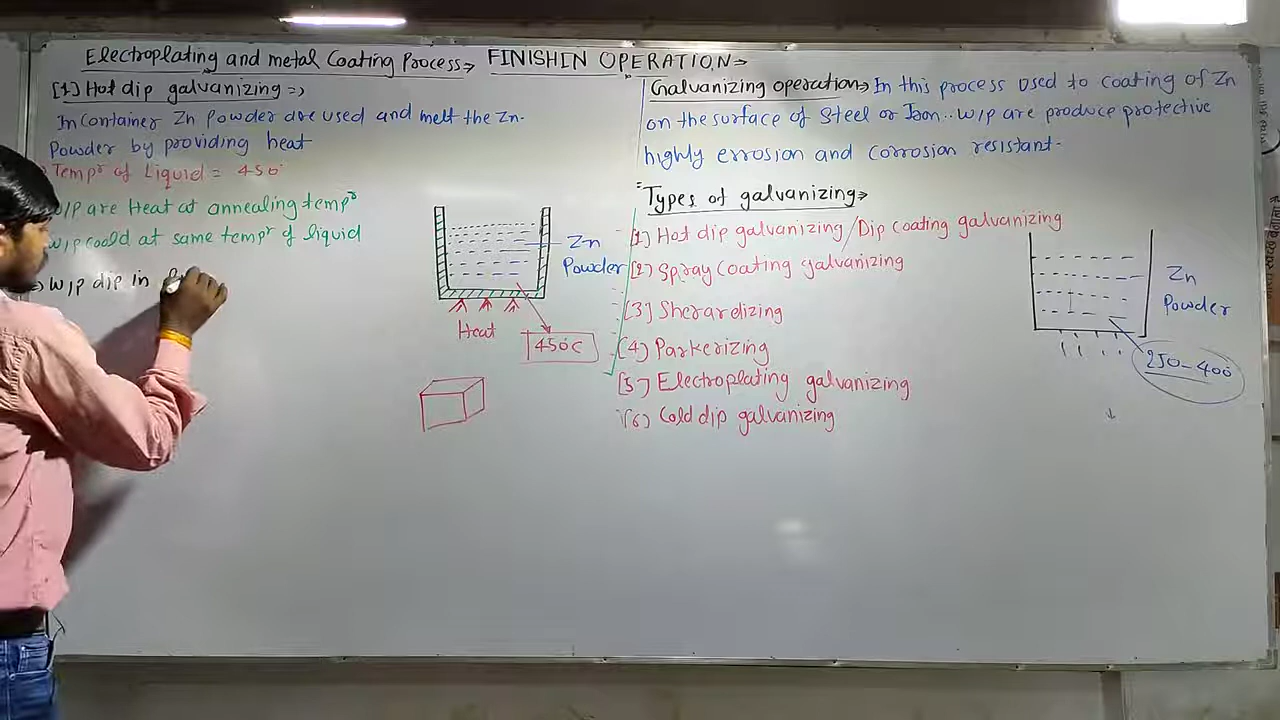 Electroplating and metal Coating Process⇒ FINISHIN OPERATION⇒
[1] Hot dip galvanizing ⇒
In Container Zn Powder are used and melt the Zn.
Powder by providing heat
Tempr of Liquid = 450°
W/P are Heat at annealing tempr
W/P Coold at same tempr of liquid
W/P dip in
Zn
Powder
Heat
450°C
Galvanizing operation⇒ In this process used to coating of Zn
on the surface of Steel or Iron.. W/P are produce protective
highly errosion and corrosion resistant.
Types of galvanizing⇒
[1] Hot dip galvanizing/Dip coating galvanizing
[2] Spray Coating galvanizing
[3] Sherardizing
[4] Parkerizing
[5] Electroplating galvanizing
[6] Cold dip galvanizing
Zn
Powder
250-400